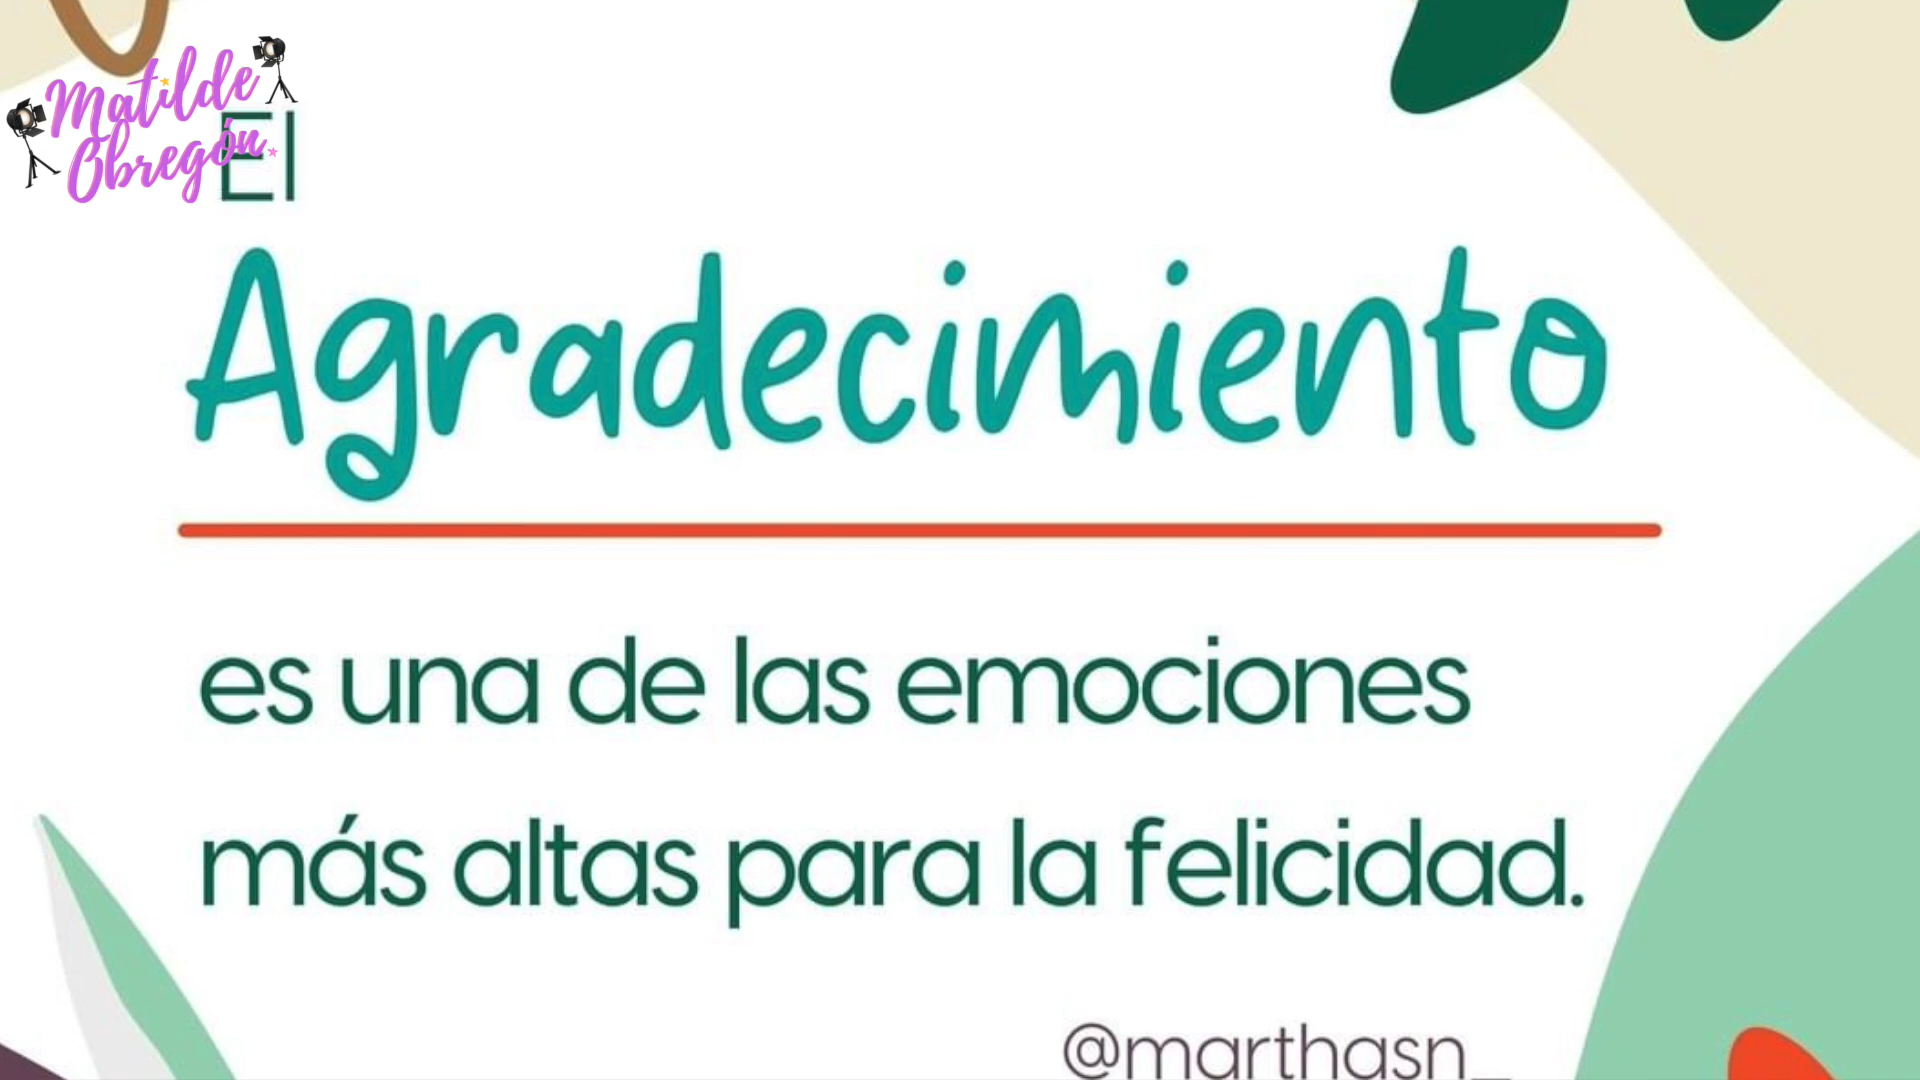 Matilde
Obregón
El
Agradecimiento
es una de las emociones
más altas para la felicidad.
@marthasn_